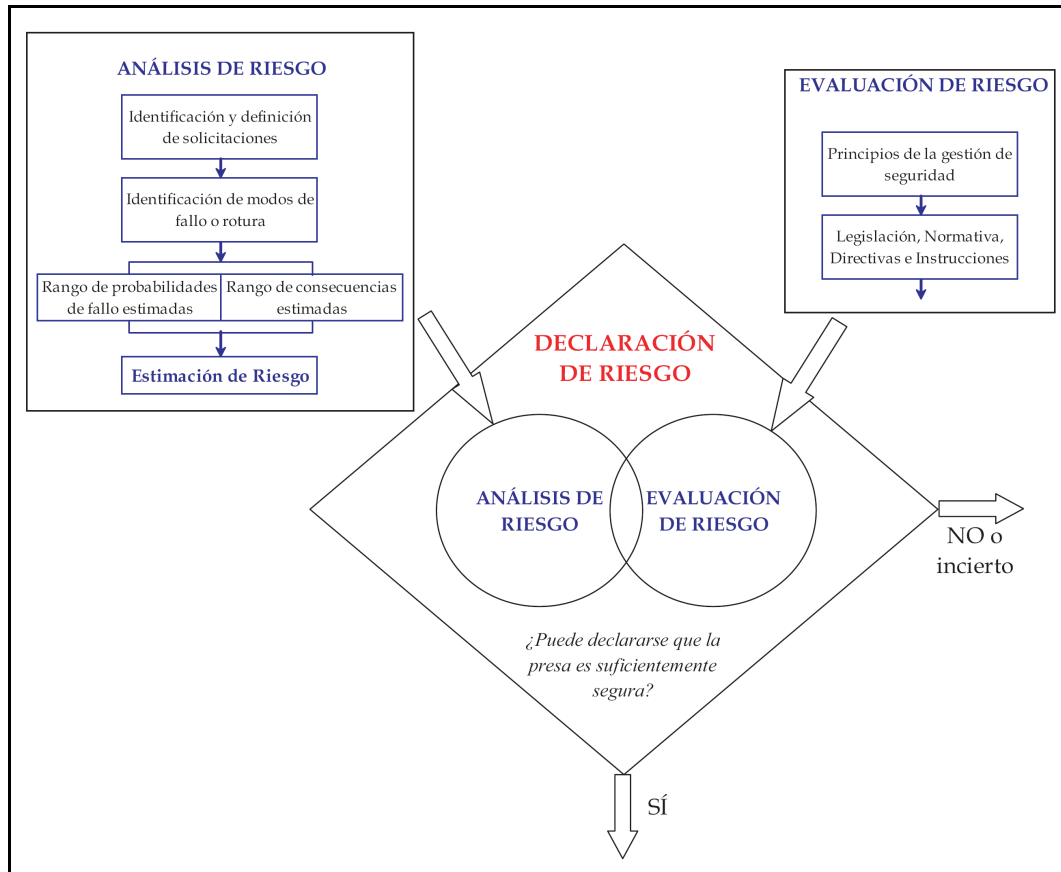 ANÁLISIS DE RIESGO
Identificación y definición
de solicitaciones
Identificación de modos de
fallo o rotura
Rango de probabilidades
de fallo estimadas
Rango de consecuencias
estimadas
Estimación de Riesgo
EVALUACIÓN DE RIESGO
Principios de la gestión de
seguridad
Legislación, Normativa,
Directivas e Instrucciones
DECLARACIÓN
DE RIESGO
ANÁLISIS DE
RIESGO
EVALUACIÓN
DE RIESGO
NO o
incierto
¿Puede declararse que la
presa es suficientemente
segura?
SÍ